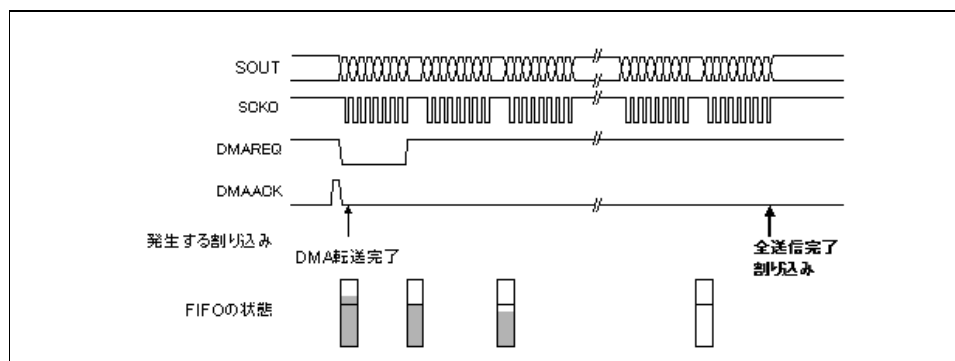 SOUT
SCKO
DMAREQ
DMAACK
発生する割り込み
DMA転送完了
全送信完了
割り込み
FIFOの状態